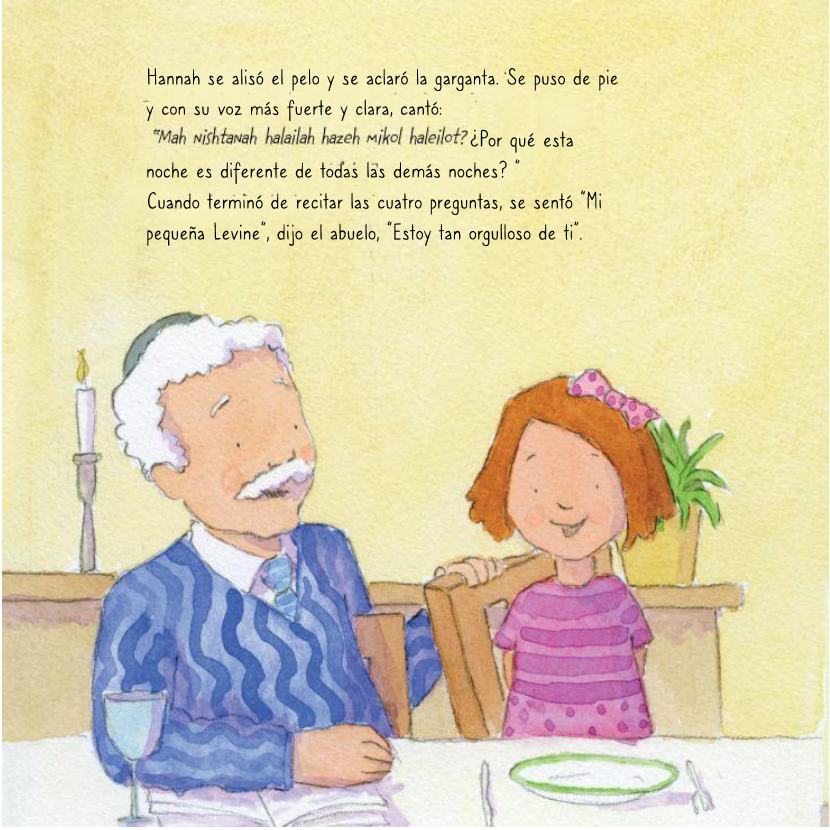 Hannah se alisó el pelo y se aclaró la garganta. Se puso de pie
y con su voz más fuerte y clara, cantó:
"Mah nishtanah halailah hazeh mikol haleilot? ¿Por qué esta
noche es diferente de todas las demás noches? "
Cuando terminó de recitar las cuatro preguntas, se sentó "Mi
pequeña Levine", dijo el abuelo, "Estoy tan orgulloso de ti".